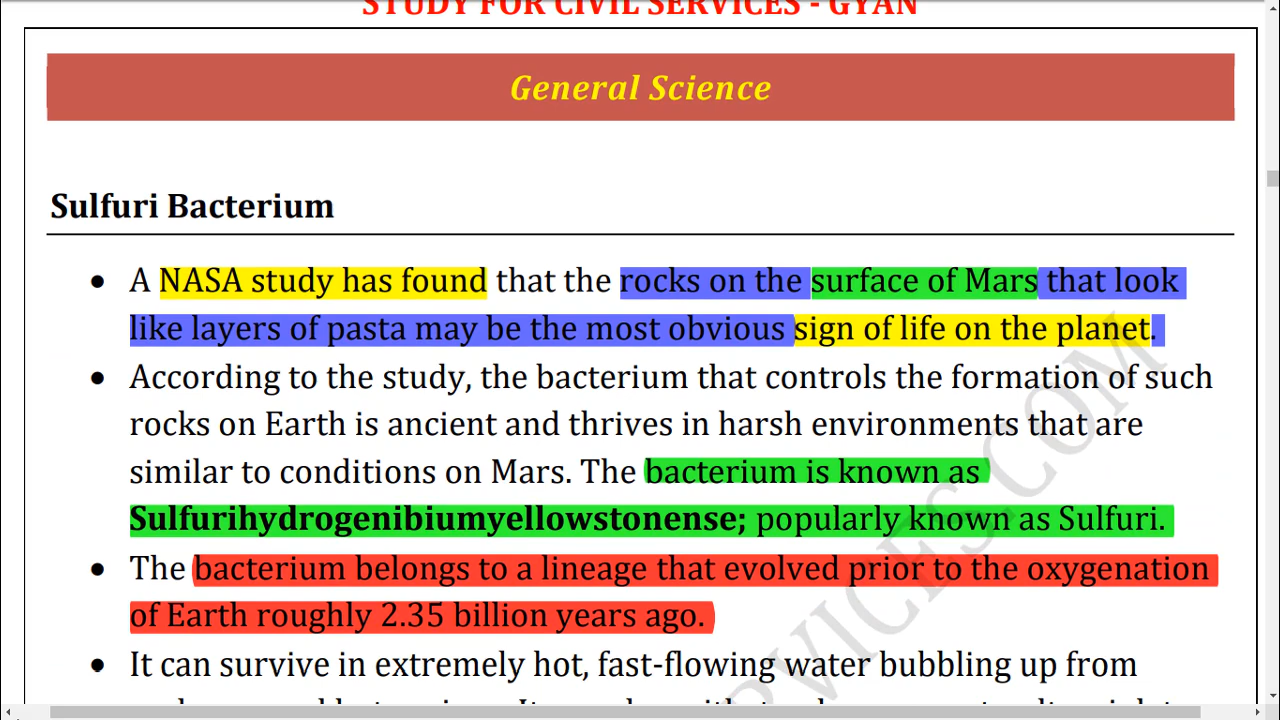 STUDY FOR CIVIL SERVICES - GYAN
General Science
Sulfuri Bacterium
• A NASA study has found that the rocks on the surface of Mars that look
like layers of pasta may be the most obvious sign of life on the planet.
• According to the study, the bacterium that controls the formation of such
rocks on Earth is ancient and thrives in harsh environments that are
similar to conditions on Mars. The bacterium is known as
Sulfurihydrogenibiumyellowstonense; popularly known as Sulfuri.
• The bacterium belongs to a lineage that evolved prior to the oxygenation
of Earth roughly 2.35 billion years ago.
• It can survive in extremely hot, fast-flowing water bubbling up from
VICES.COM